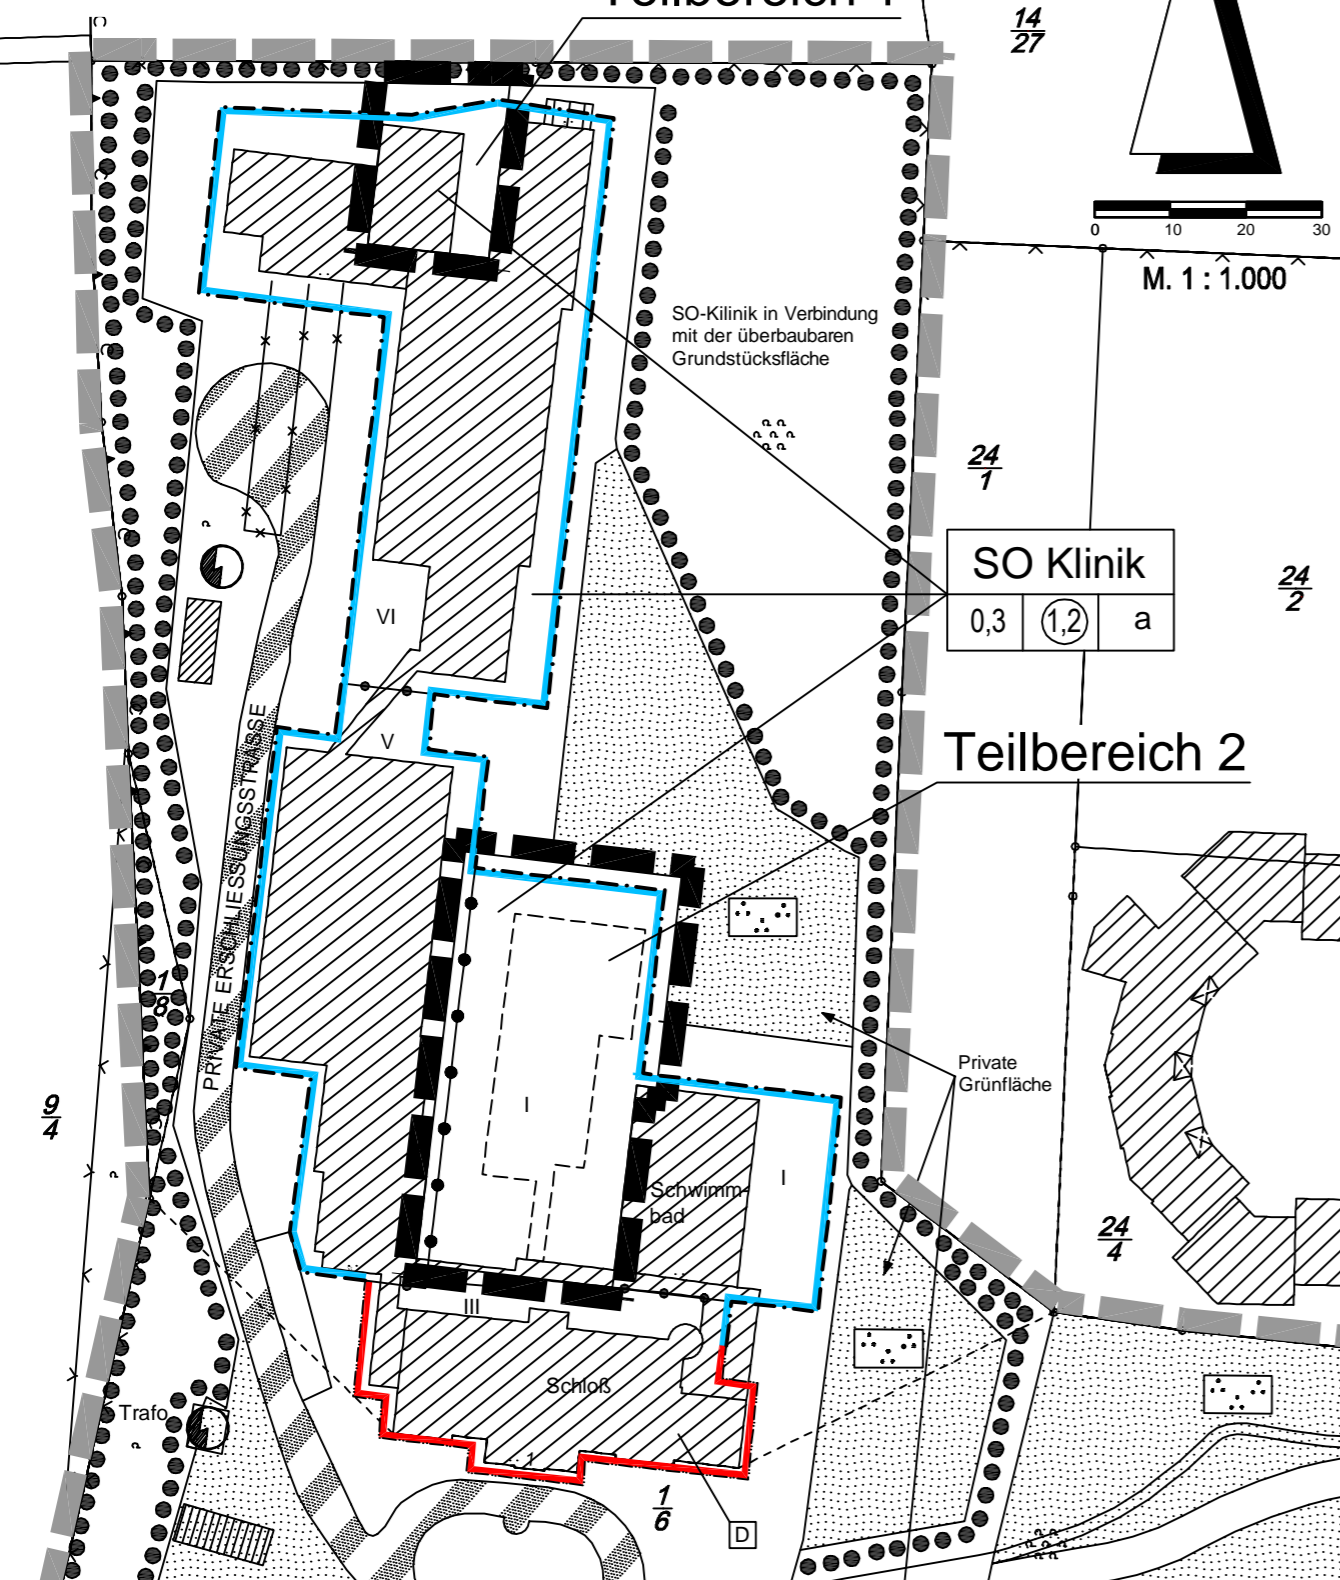 Teilbereich 1
14
27
0 10 20 30
M. 1 : 1.000
SO-Kilinik in Verbindung
mit der überbaubaren
Grundstücksfläche
24
1
SO Klinik
0,3 1,2 a
24
2
VI
V
Teilbereich 2
PRIVATE ERSCHLIESSUNGSSTRASSE
1
8
Private
Grünfläche
9
4
I
I
Schwimm-
bad
24
4
III
Schloß
Trafo
1
1
6
D